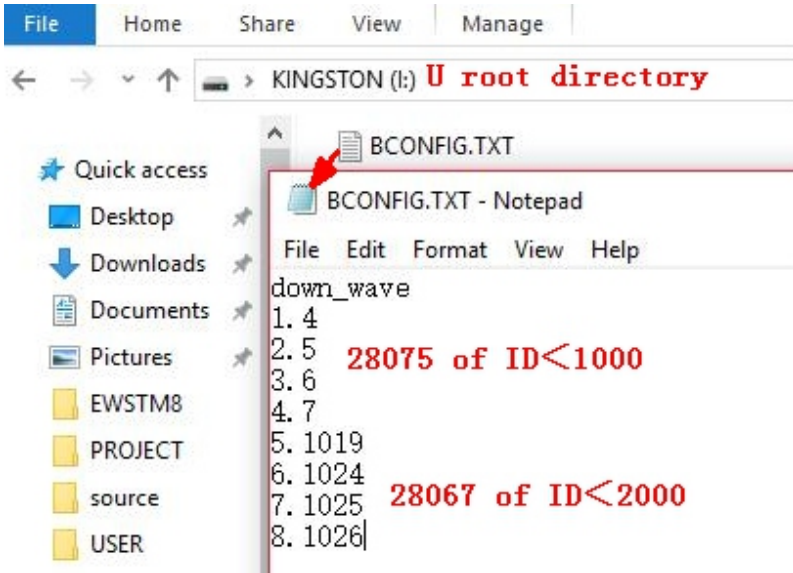 File Home Share View Manage
KINGSTON (I:) U root directory
BCONFIG.TXT
Quick access
Desktop
Downloads
Documents
Pictures
EWSTM8
PROJECT
source
USER
BCONFIG.TXT - Notepad
File Edit Format View Help
down_wave
1. 4
2. 5
3. 6
4. 7
5. 1019
6. 1024
7. 1025
8. 1026
28075 of ID<1000
28067 of ID<2000